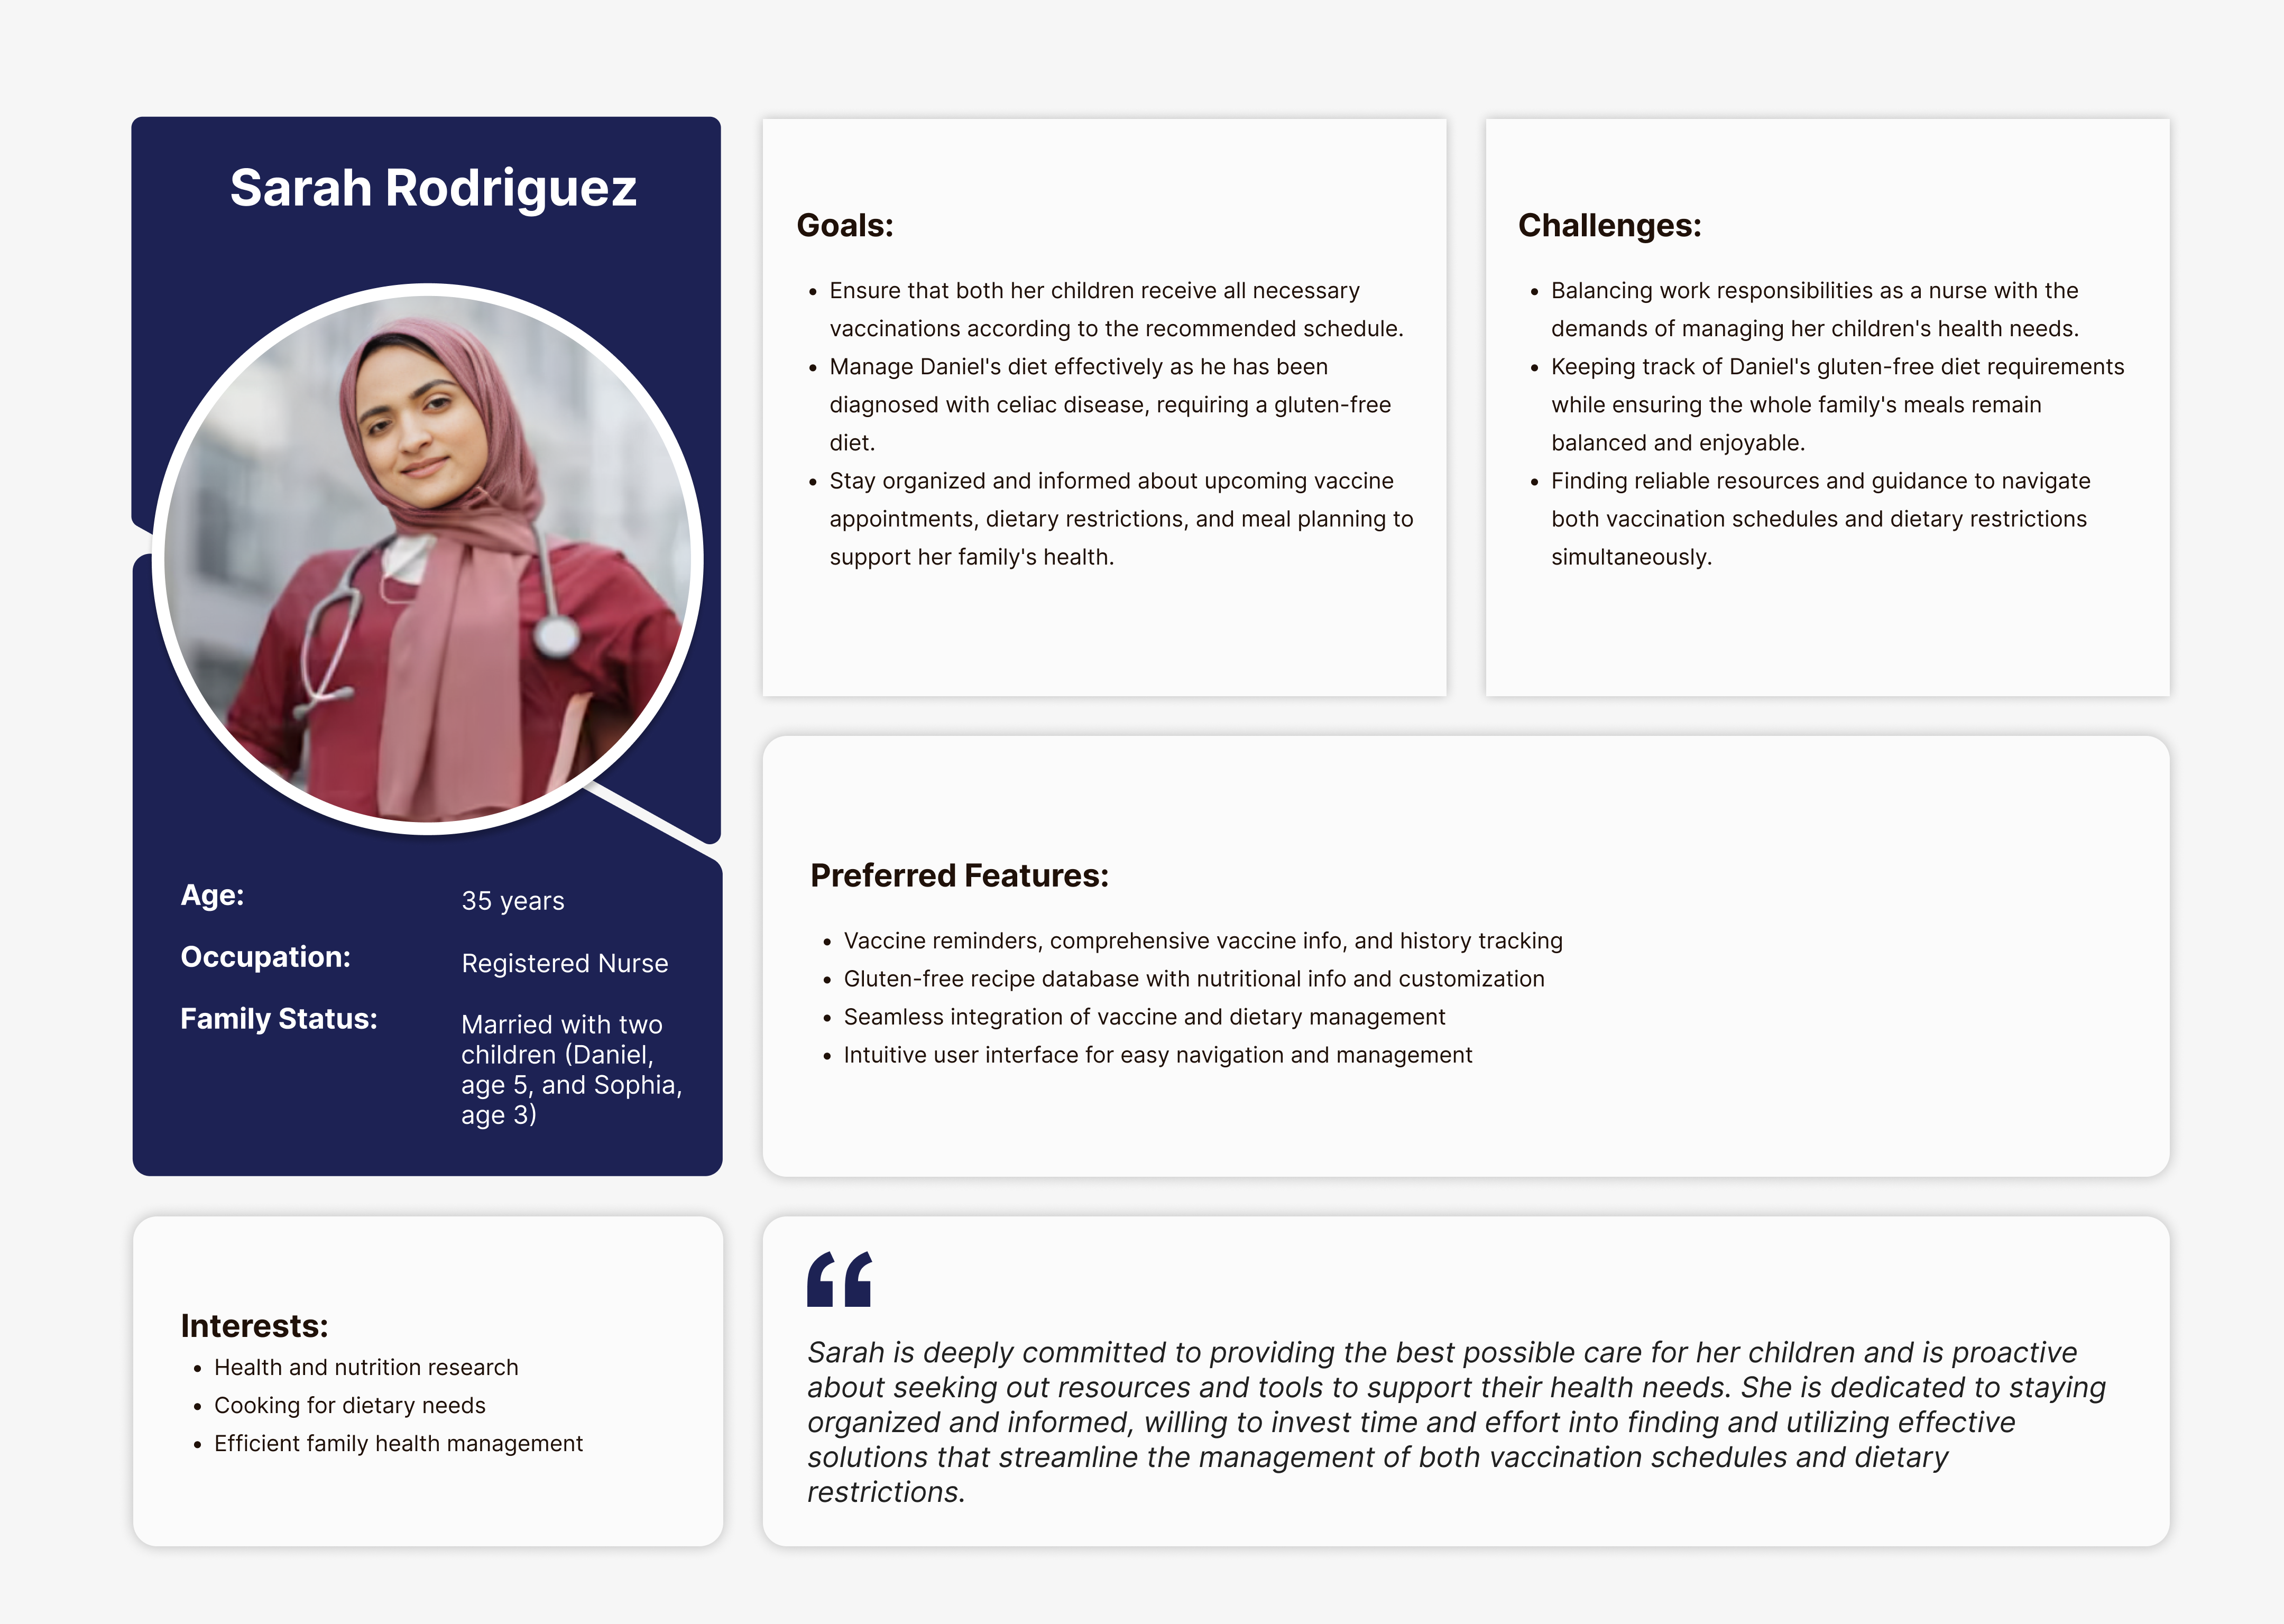 Sarah Rodriguez
Age:
35 years
Occupation:
Registered Nurse
Family Status:
Married with two
children (Daniel,
age 5, and Sophia,
age 3)
Goals:
• Ensure that both her children receive all necessary
vaccinations according to the recommended schedule.
• Manage Daniel's diet effectively as he has been
diagnosed with celiac disease, requiring a gluten-free
diet.
• Stay organized and informed about upcoming vaccine
appointments, dietary restrictions, and meal planning to
support her family's health.
Challenges:
• Balancing work responsibilities as a nurse with the
demands of managing her children's health needs.
• Keeping track of Daniel's gluten-free diet requirements
while ensuring the whole family's meals remain
balanced and enjoyable.
• Finding reliable resources and guidance to navigate
both vaccination schedules and dietary restrictions
simultaneously.
Preferred Features:
• Vaccine reminders, comprehensive vaccine info, and history tracking
• Gluten-free recipe database with nutritional info and customization
• Seamless integration of vaccine and dietary management
• Intuitive user interface for easy navigation and management
Interests:
• Health and nutrition research
• Cooking for dietary needs
• Efficient family health management
“
Sarah is deeply committed to providing the best possible care for her children and is proactive
about seeking out resources and tools to support their health needs. She is dedicated to staying
organized and informed, willing to invest time and effort into finding and utilizing effective
solutions that streamline the management of both vaccination schedules and dietary
restrictions.